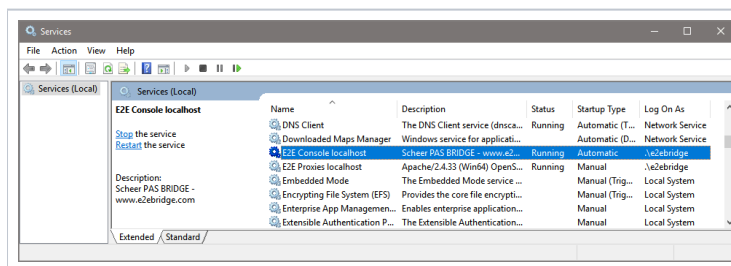 Services
File Action View Help
Services (Local)
Services (Local)
E2E Console localhost
Stop the service
Restart the service
Description:
Scheer PAS BRIDGE -
www.e2ebridge.com
Name Description Status Startup Type Log On As
DNS Client The DNS Client service (dnsca... Running Automatic (T... Network Service
Downloaded Maps Manager Windows service for applicati... Automatic (D... Network Service
E2E Console localhost Scheer PAS BRIDGE - www.e2... Running Automatic .\e2ebridge
E2E Proxies localhost Apache/2.4.33 (Win64) OpenS... Running Manual .\e2ebridge
Embedded Mode The Embedded Mode service ... Manual (Trig... Local System
Encrypting File System (EFS) Provides the core file encrypti... Manual (Trig... Local System
Enterprise App Managemen... Enables enterprise application... Manual Local System
Extensible Authentication P... The Extensible Authentication... Manual Local System
Extended Standard